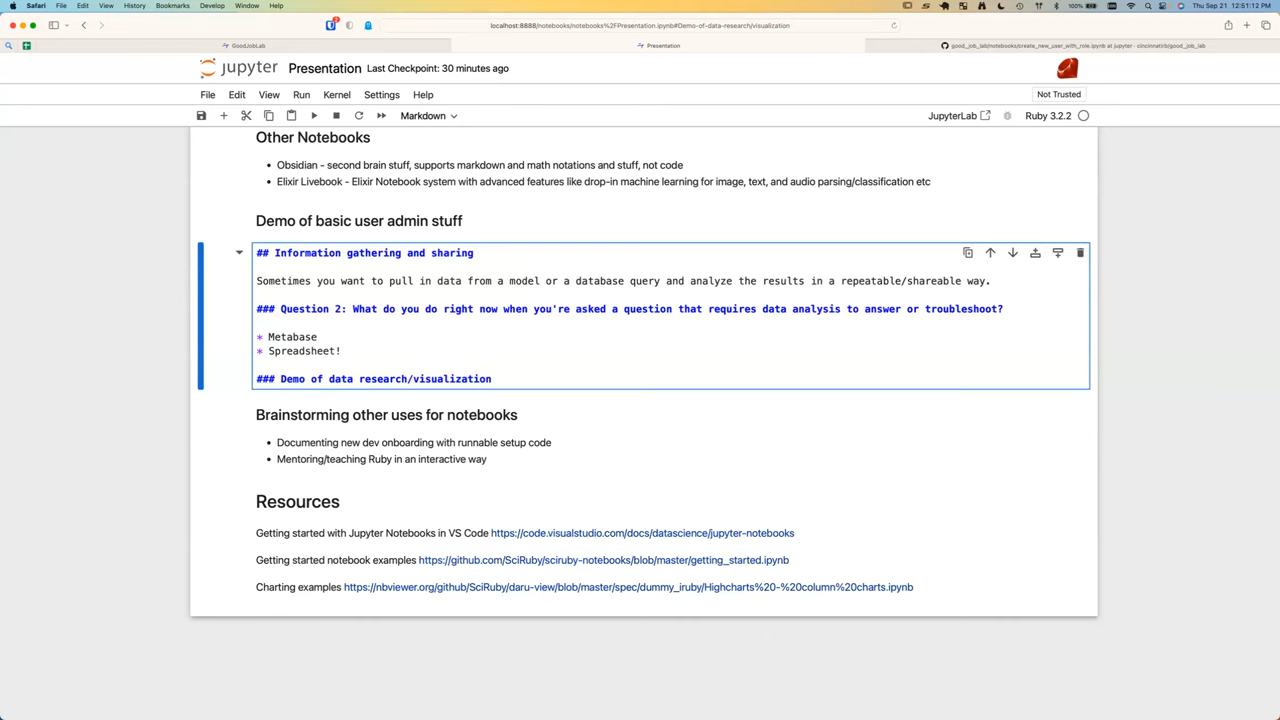 Safari File Edit View History Bookmarks Develop Window Help
100%
Thu Sep 21 12:51:12 PM
localhost:8888/notebooks/notebooks%2FPresentation.ipynb#Demo-of-data-research/visualization
GoodJobLab
Presentation
good_job_lab/notebooks/create_new_user_with_role.ipynb at jupyter · cincinnatirb/good_job_lab
jupyter Presentation Last Checkpoint: 30 minutes ago
File Edit View Run Kernel Settings Help
Not Trusted
Markdown
JupyterLab
Ruby 3.2.2
Other Notebooks
• Obsidian - second brain stuff, supports markdown and math notations and stuff, not code
• Elixir Livebook - Elixir Notebook system with advanced features like drop-in machine learning for image, text, and audio parsing/classification etc
Demo of basic user admin stuff
## Information gathering and sharing
Sometimes you want to pull in data from a model or a database query and analyze the results in a repeatable/shareable way.
### Question 2: What do you do right now when you're asked a question that requires data analysis to answer or troubleshoot?
* Metabase
* Spreadsheet!
### Demo of data research/visualization
Brainstorming other uses for notebooks
• Documenting new dev onboarding with runnable setup code
• Mentoring/teaching Ruby in an interactive way
Resources
Getting started with Jupyter Notebooks in VS Code https://code.visualstudio.com/docs/datascience/jupyter-notebooks
Getting started notebook examples https://github.com/SciRuby/sciruby-notebooks/blob/master/getting_started.ipynb
Charting examples https://nbviewer.org/github/SciRuby/daru-view/blob/master/spec/dummy_iruby/Highcharts%20-%20column%20charts.ipynb